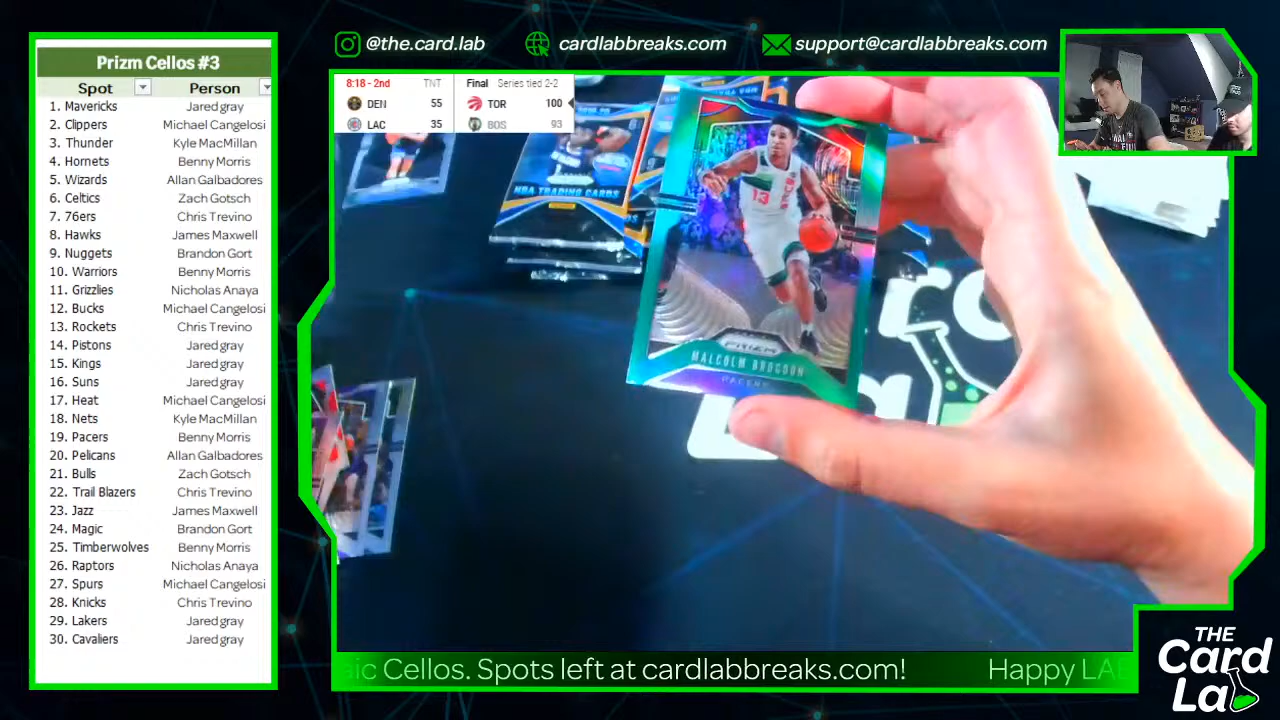 @the.card.lab
cardlabbreaks.com
support@cardlabbreaks.com
Prizm Cellos #3
Spot Person
1. Mavericks Jared gray
2. Clippers Michael Cangelosi
3. Thunder Kyle MacMillan
4. Hornets Benny Morris
5. Wizards Allan Galbadores
6. Celtics Zach Gotsch
7. 76ers Chris Trevino
8. Hawks James Maxwell
9. Nuggets Brandon Gort
10. Warriors Benny Morris
11. Grizzlies Nicholas Anaya
12. Bucks Michael Cangelosi
13. Rockets Chris Trevino
14. Pistons Jared gray
15. Kings Jared gray
16. Suns Jared gray
17. Heat Michael Cangelosi
18. Nets Kyle MacMillan
19. Pacers Benny Morris
20. Pelicans Allan Galbadores
21. Bulls Zach Gotsch
22. Trail Blazers Chris Trevino
23. Jazz James Maxwell
24. Magic Brandon Gort
25. Timberwolves Benny Morris
26. Raptors Nicholas Anaya
27. Spurs Michael Cangelosi
28. Knicks Chris Trevino
29. Lakers Jared gray
30. Cavaliers Jared gray
8:18 - 2nd TNT
DEN 55
LAC 35
Final Series tied 2-2
TOR 100
BOS 93
NBA TRADING CARDS
13
PRIZM
MALCOLM BROGDON
PACERS
aic Cellos. Spots left at cardlabbreaks.com! Happy LAB
THE
Card
La